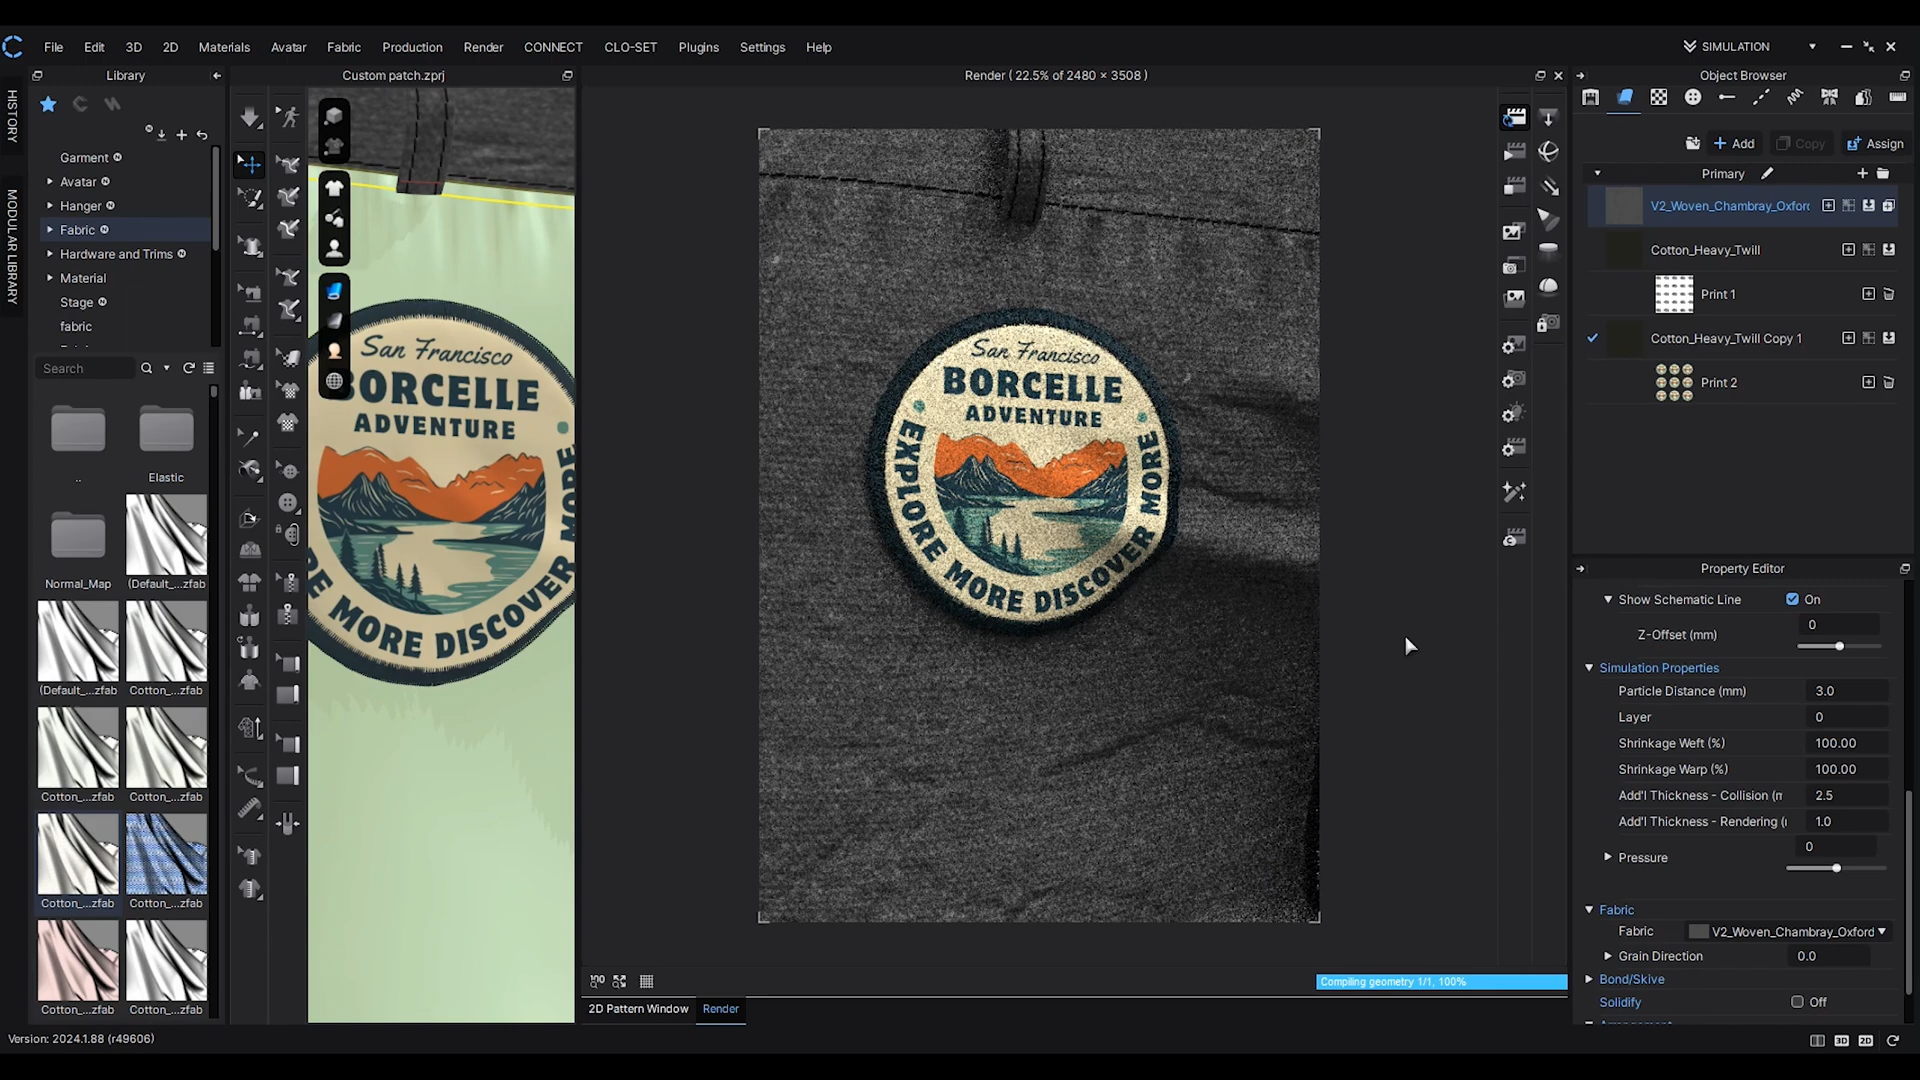 File Edit 3D 2D Materials Avatar Fabric Production Render CONNECT CLO-SET Plugins Settings Help SIMULATION
HISTORY
MODULAR LIBRARY
Library
Garment
Avatar
Hanger
Fabric
Hardware and Trims
Material
Stage
fabric
Search
..
Elastic
Normal_Map
(Default_...zfab
(Default_...zfab
Cotton_...zfab
Cotton_...zfab
Cotton_...zfab
Cotton_...zfab
Cotton_...zfab
Cotton_...zfab
Cotton_...zfab
Version: 2024.1.88 (r49606)
Custom patch.zprj
San Francisco
BORCELLE
ADVENTURE
RE MORE DISCOVER MORE
Render ( 22.5% of 2480 × 3508 )
San Francisco
BORCELLE
ADVENTURE
EXPLORE MORE DISCOVER MORE
Compiling geometry 1/1, 100%
2D Pattern Window
Render
Object Browser
Add
Copy
Assign
Primary
V2_Woven_Chambray_Oxford
Cotton_Heavy_Twill
Print 1
Cotton_Heavy_Twill Copy 1
Print 2
Property Editor
Show Schematic Line On
Z-Offset (mm) 0
Simulation Properties
Particle Distance (mm) 3.0
Layer 0
Shrinkage Weft (%) 100.00
Shrinkage Warp (%) 100.00
Add'l Thickness - Collision (m 2.5
Add'l Thickness - Rendering (ı 1.0
Pressure 0
Fabric
Fabric V2_Woven_Chambray_Oxford
Grain Direction 0.0
Bond/Skive
Solidify Off
3D 2D